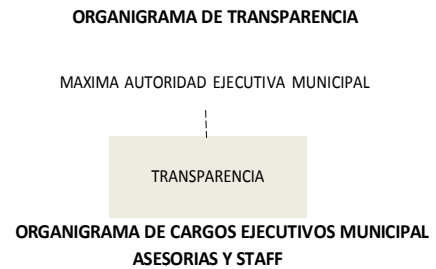 ORGANIGRAMA DE TRANSPARENCIA
MAXIMA AUTORIDAD EJECUTIVA MUNICIPAL
TRANSPARENCIA
ORGANIGRAMA DE CARGOS EJECUTIVOS MUNICIPAL
ASESORIAS Y STAFF